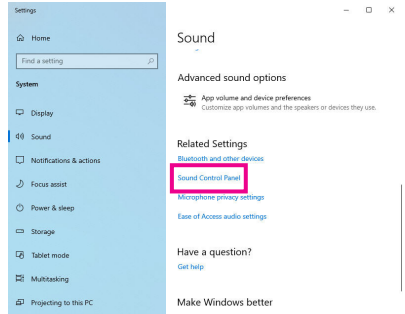 Settings
Home
Find a setting
System
Display
Sound
Notifications & actions
Focus assist
Power & sleep
Storage
Tablet mode
Multitasking
Projecting to this PC
Sound
Advanced sound options
App volume and device preferences
Customize app volumes and the speakers or devices they use.
Related Settings
Bluetooth and other devices
Sound Control Panel
Microphone privacy settings
Ease of Access audio settings
Have a question?
Get help
Make Windows better